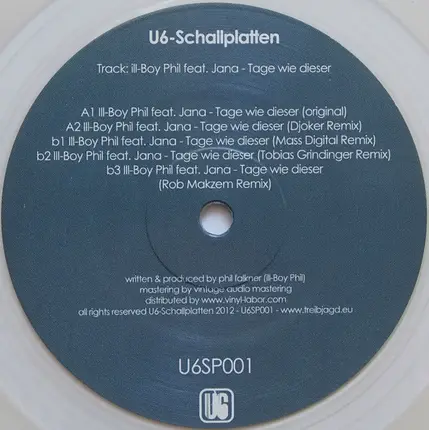 U6-Schallplatten
Track: ill-Boy Phil feat. Jana - Tage wie dieser
A1 Ill-Boy Phil feat. Jana - Tage wie dieser (original)
A2 Ill-Boy Phil feat. Jana - Tage wie dieser (Djoker Remix)
b1 Ill-Boy Phil feat. Jana - Tage wie dieser (Mass Digital Remix)
b2 Ill-Boy Phil feat. Jana - Tage wie dieser (Tobias Grindinger Remix)
b3 Ill-Boy Phil feat. Jana - Tage wie dieser
(Rob Makzem Remix)
written & produced by phil falkner (ill-Boy Phil)
mastering by vintage audio mastering
distributed by www.vinyl-labor.com
all rights reserved U6-Schallplatten 2012 - U6SP001 - www.treibjagd.eu
U6SP001
U6